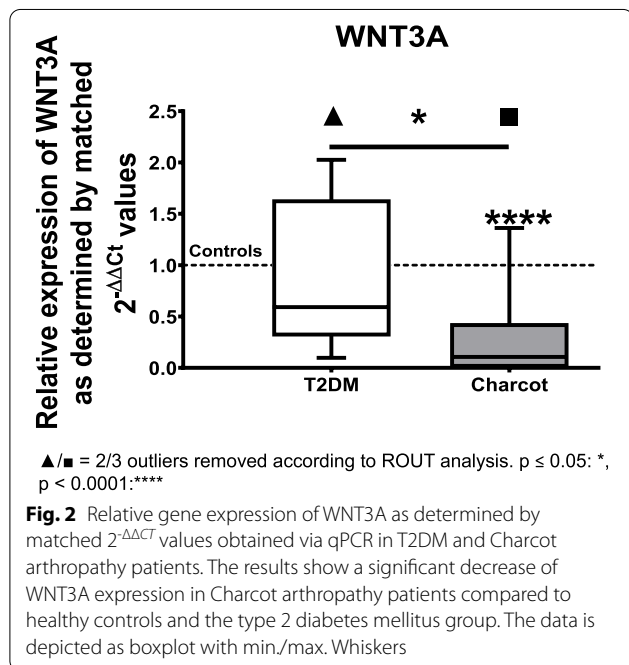 WNT3A
Relative expression of WNT3A
as determined by matched
2-ΔΔCt values
2.5
2.0
1.5
1.0
0.5
0.0
▲ * ■
****
Controls
T2DM Charcot
▲/■ = 2/3 outliers removed according to ROUT analysis. p ≤ 0.05: *,
p < 0.0001:****
Fig. 2 Relative gene expression of WNT3A as determined by
matched 2-ΔΔCT values obtained via qPCR in T2DM and Charcot
arthropathy patients. The results show a significant decrease of
WNT3A expression in Charcot arthropathy patients compared to
healthy controls and the type 2 diabetes mellitus group. The data is
depicted as boxplot with min./max. Whiskers